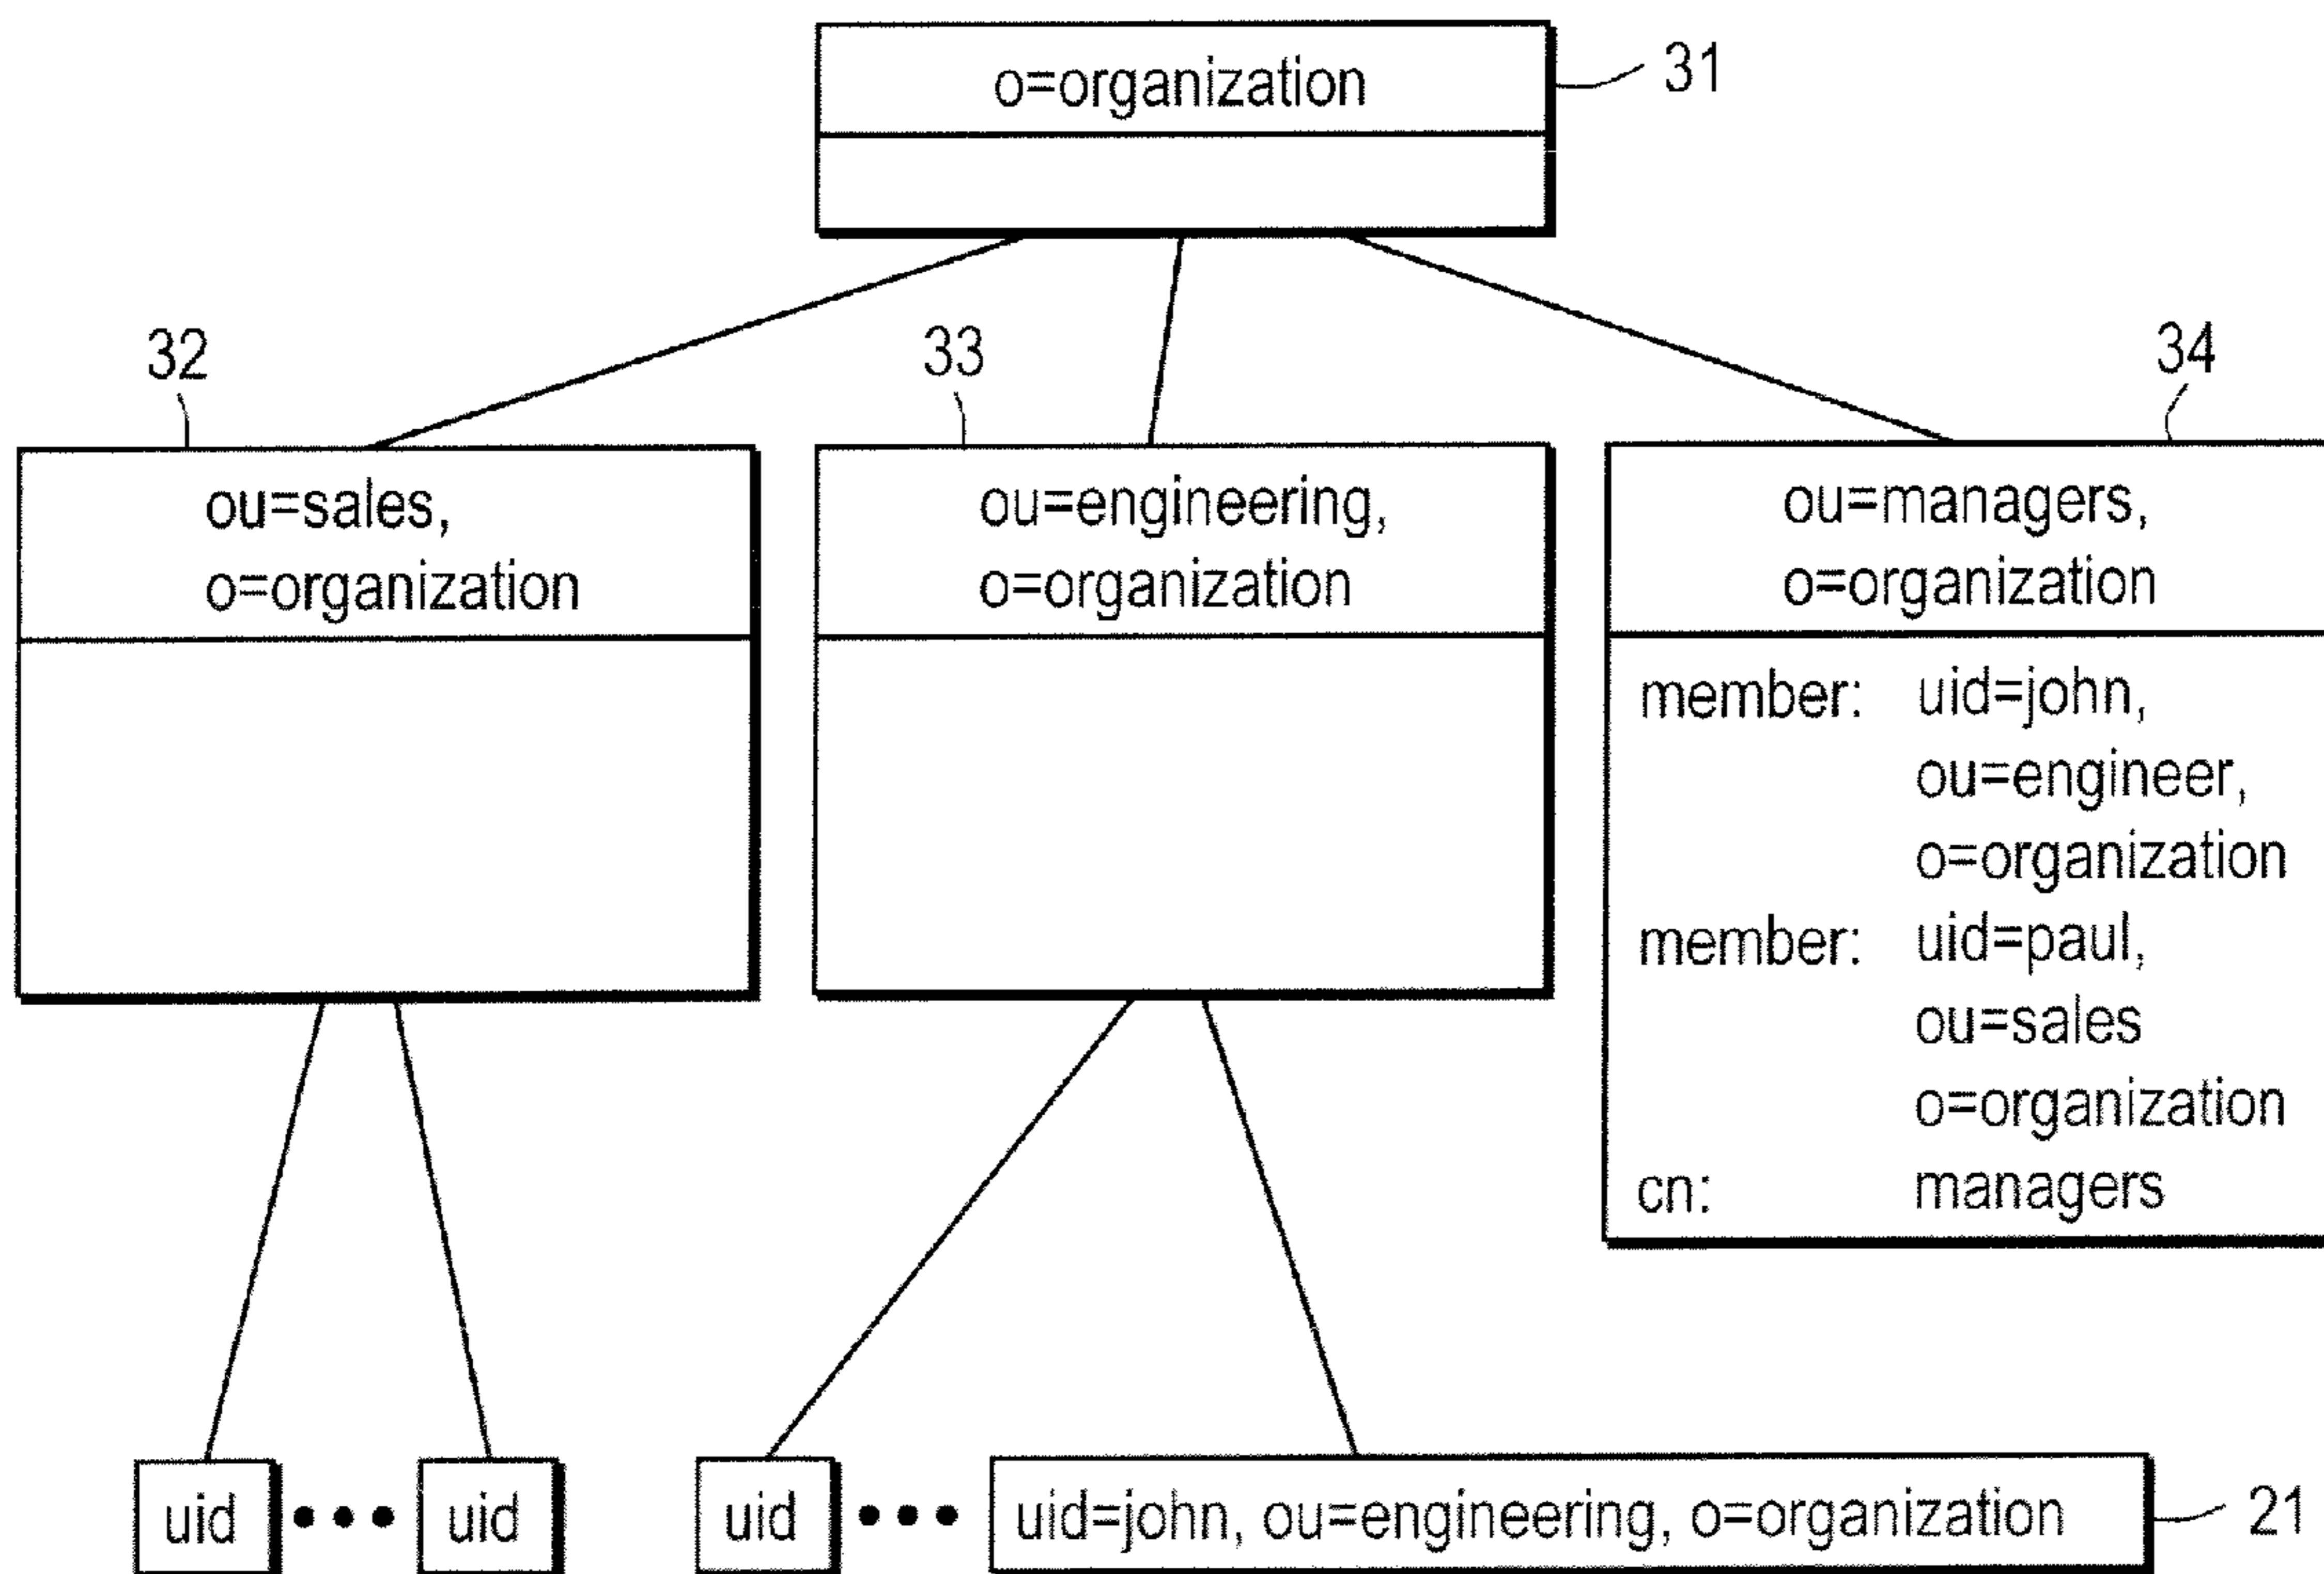 o=organization
31
32
33
34
ou=sales,
o=organization
ou=engineering,
o=organization
ou=managers,
o=organization
member: uid=john,
ou=engineer,
o=organization
member: uid=paul,
ou=sales
o=organization
cn: managers
uid
uid
uid
uid=john, ou=engineering, o=organization
21